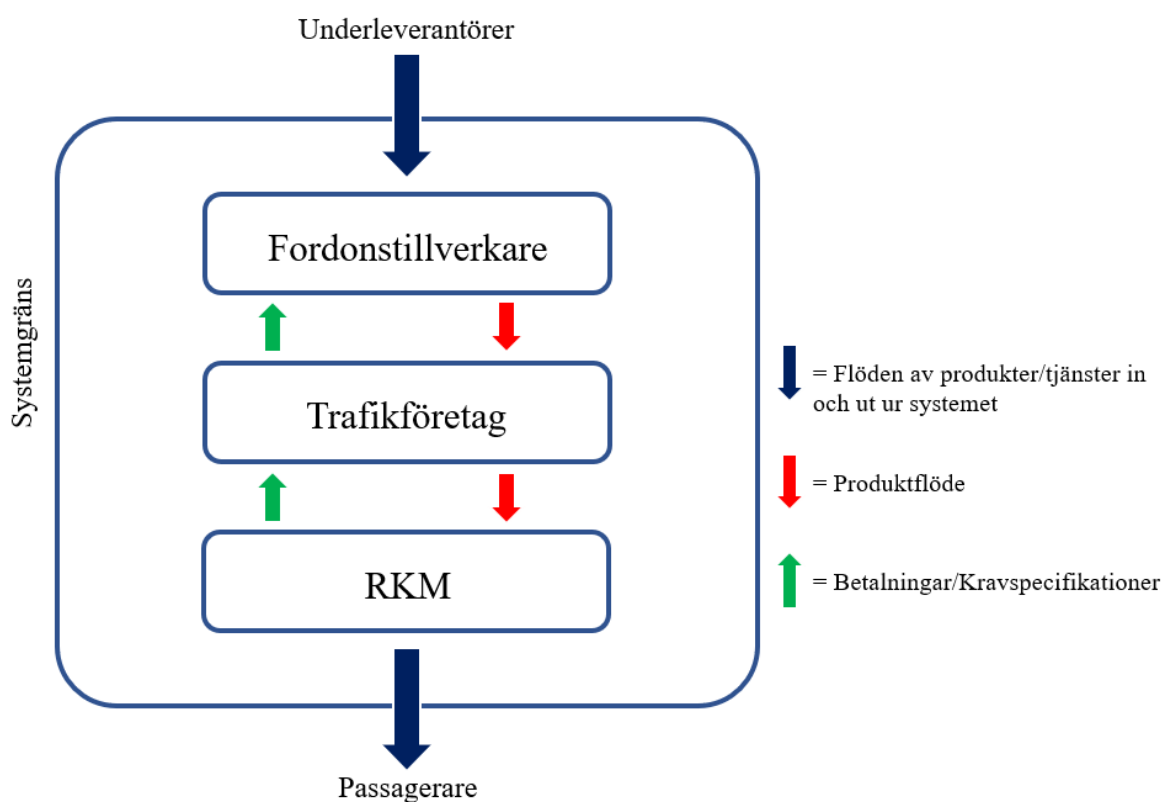 Underleverantörer
Systemgräns
Fordonstillverkare
Trafikföretag
RKM
Passagerare
= Flöden av produkter/tjänster in
och ut ur systemet
= Produktflöde
= Betalningar/Kravspecifikationer